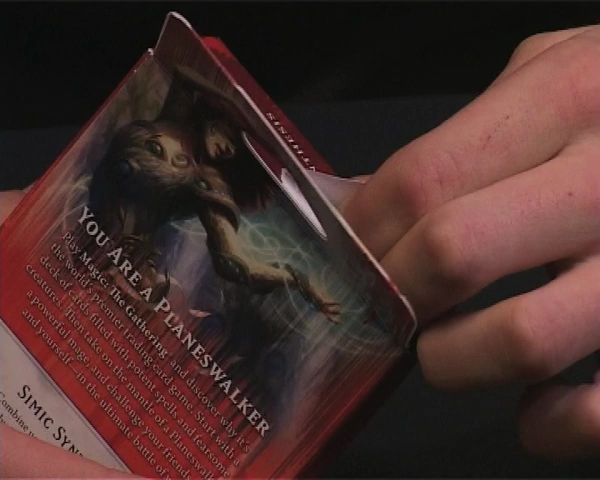 YOU ARE A PLANESWALKER
Play Magic: The Gathering, and discover why it's
the world's premier trading card game. Start with a
deck of cards filled with potent spells and fearsome
creatures. Then take on the mantle of a Planeswalker,
a powerful mage, and challenge your friends
and yourself in the ultimate battle of
SIMIC SYN
Combine